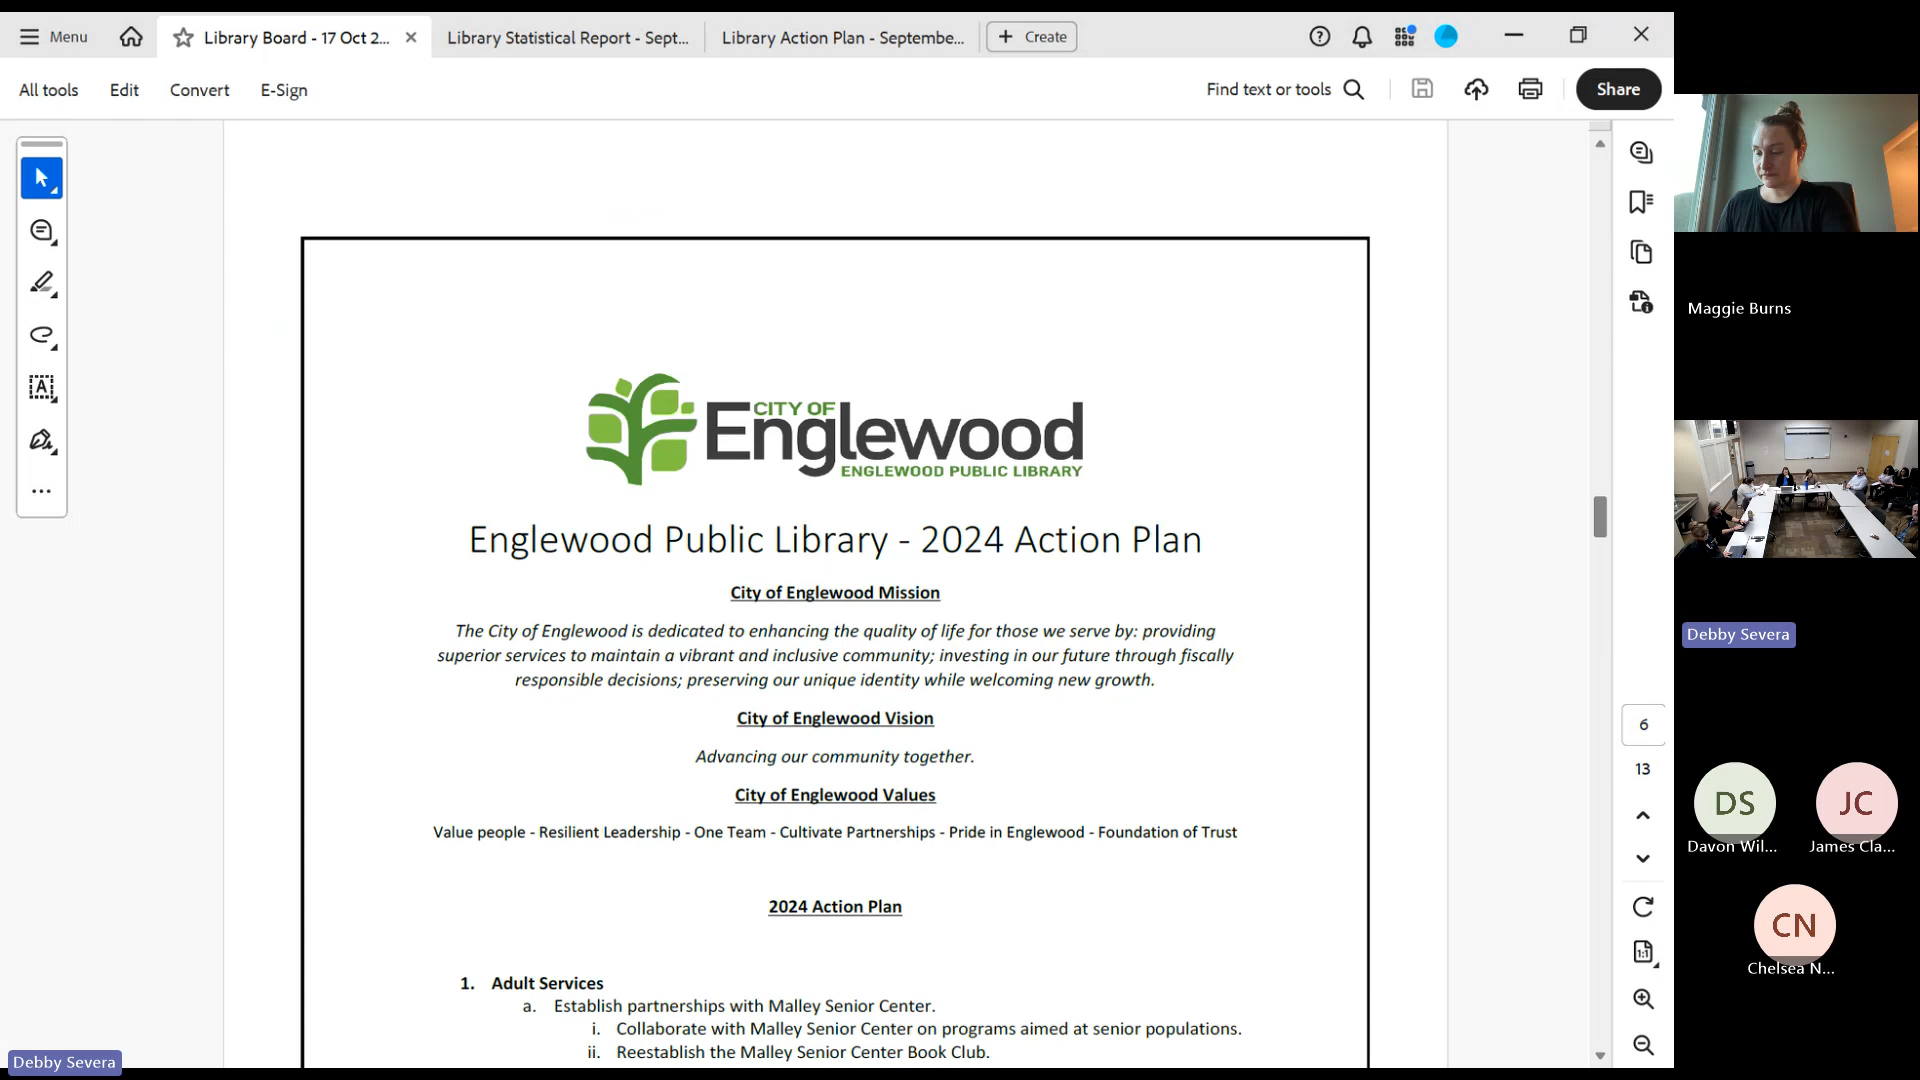 Menu
Library Board - 17 Oct 2...
Library Statistical Report - Sept...
Library Action Plan - Septembe...
+ Create
All tools
Edit
Convert
E-Sign
Find text or tools
Share
CITY OF
Englewood
ENGLEWOOD PUBLIC LIBRARY
Englewood Public Library - 2024 Action Plan
City of Englewood Mission
The City of Englewood is dedicated to enhancing the quality of life for those we serve by: providing
superior services to maintain a vibrant and inclusive community; investing in our future through fiscally
responsible decisions; preserving our unique identity while welcoming new growth.
City of Englewood Vision
Advancing our community together.
City of Englewood Values
Value people - Resilient Leadership - One Team - Cultivate Partnerships - Pride in Englewood - Foundation of Trust
2024 Action Plan
1. Adult Services
a. Establish partnerships with Malley Senior Center.
i. Collaborate with Malley Senior Center on programs aimed at senior populations.
ii. Reestablish the Malley Senior Center Book Club.
6
13
1:1
Maggie Burns
Debby Severa
DS
Davon Wil...
JC
James Cla...
CN
Chelsea N...
Debby Severa